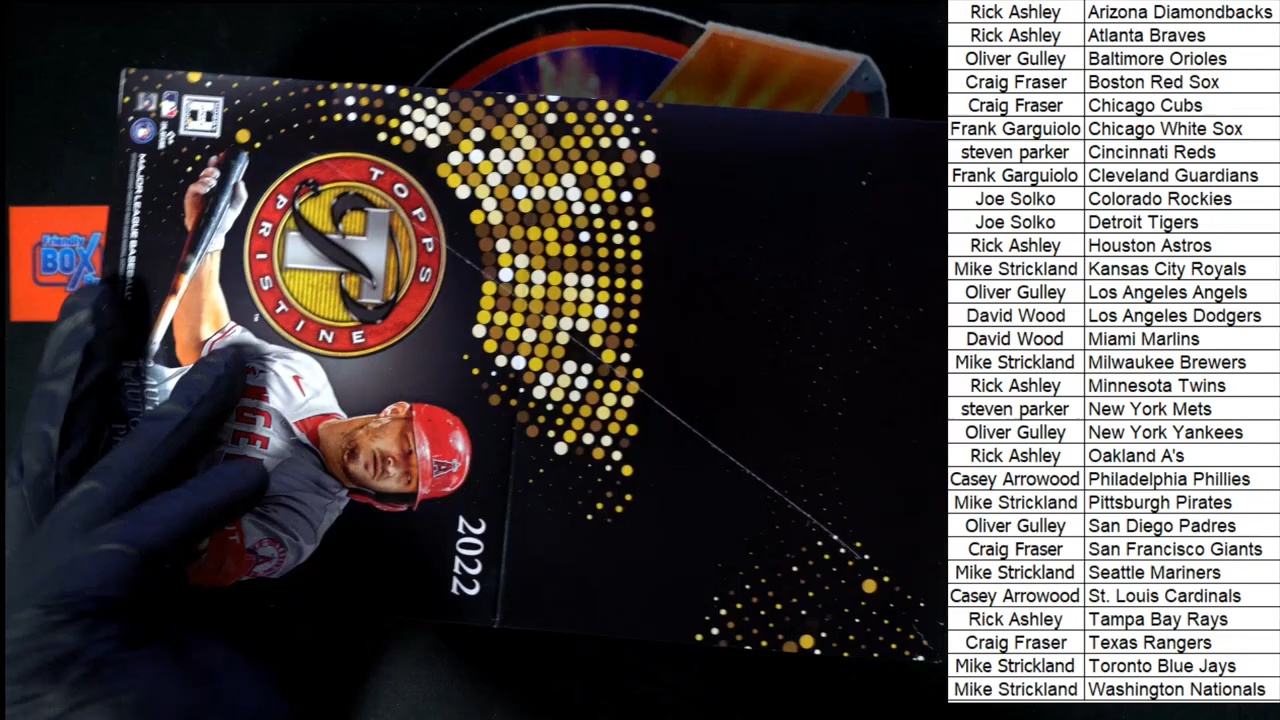 TOPPS
PRISTINE
2022
MAJOR LEAGUE BASEBALL
Friendly
BOX
A
Rick Ashley Arizona Diamondbacks
Rick Ashley Atlanta Braves
Oliver Gulley Baltimore Orioles
Craig Fraser Boston Red Sox
Craig Fraser Chicago Cubs
Frank Garguiolo Chicago White Sox
steven parker Cincinnati Reds
Frank Garguiolo Cleveland Guardians
Joe Solko Colorado Rockies
Joe Solko Detroit Tigers
Rick Ashley Houston Astros
Mike Strickland Kansas City Royals
Oliver Gulley Los Angeles Angels
David Wood Los Angeles Dodgers
David Wood Miami Marlins
Mike Strickland Milwaukee Brewers
Rick Ashley Minnesota Twins
steven parker New York Mets
Oliver Gulley New York Yankees
Rick Ashley Oakland A's
Casey Arrowood Philadelphia Phillies
Mike Strickland Pittsburgh Pirates
Oliver Gulley San Diego Padres
Craig Fraser San Francisco Giants
Mike Strickland Seattle Mariners
Casey Arrowood St. Louis Cardinals
Rick Ashley Tampa Bay Rays
Craig Fraser Texas Rangers
Mike Strickland Toronto Blue Jays
Mike Strickland Washington Nationals